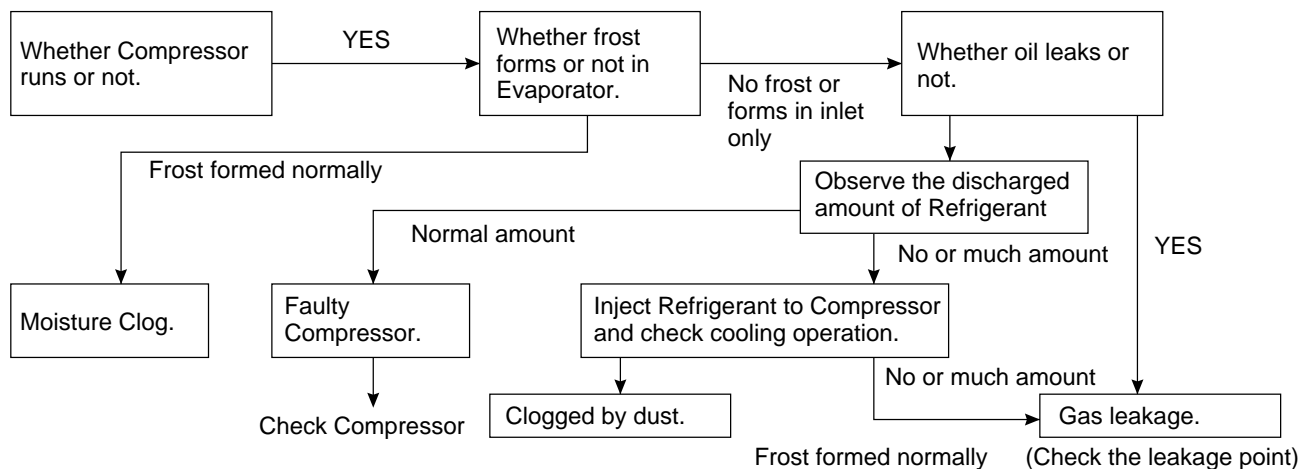 Whether Compressor
runs or not.
YES
Whether frost
forms or not in
Evaporator.
No frost or
forms in inlet
only
Whether oil leaks or
not.
Frost formed normally
Observe the discharged
amount of Refrigerant
Normal amount
No or much amount
YES
Moisture Clog.
Faulty
Compressor.
Inject Refrigerant to Compressor
and check cooling operation.
No or much amount
Check Compressor
Clogged by dust.
Gas leakage.
Frost formed normally
(Check the leakage point)